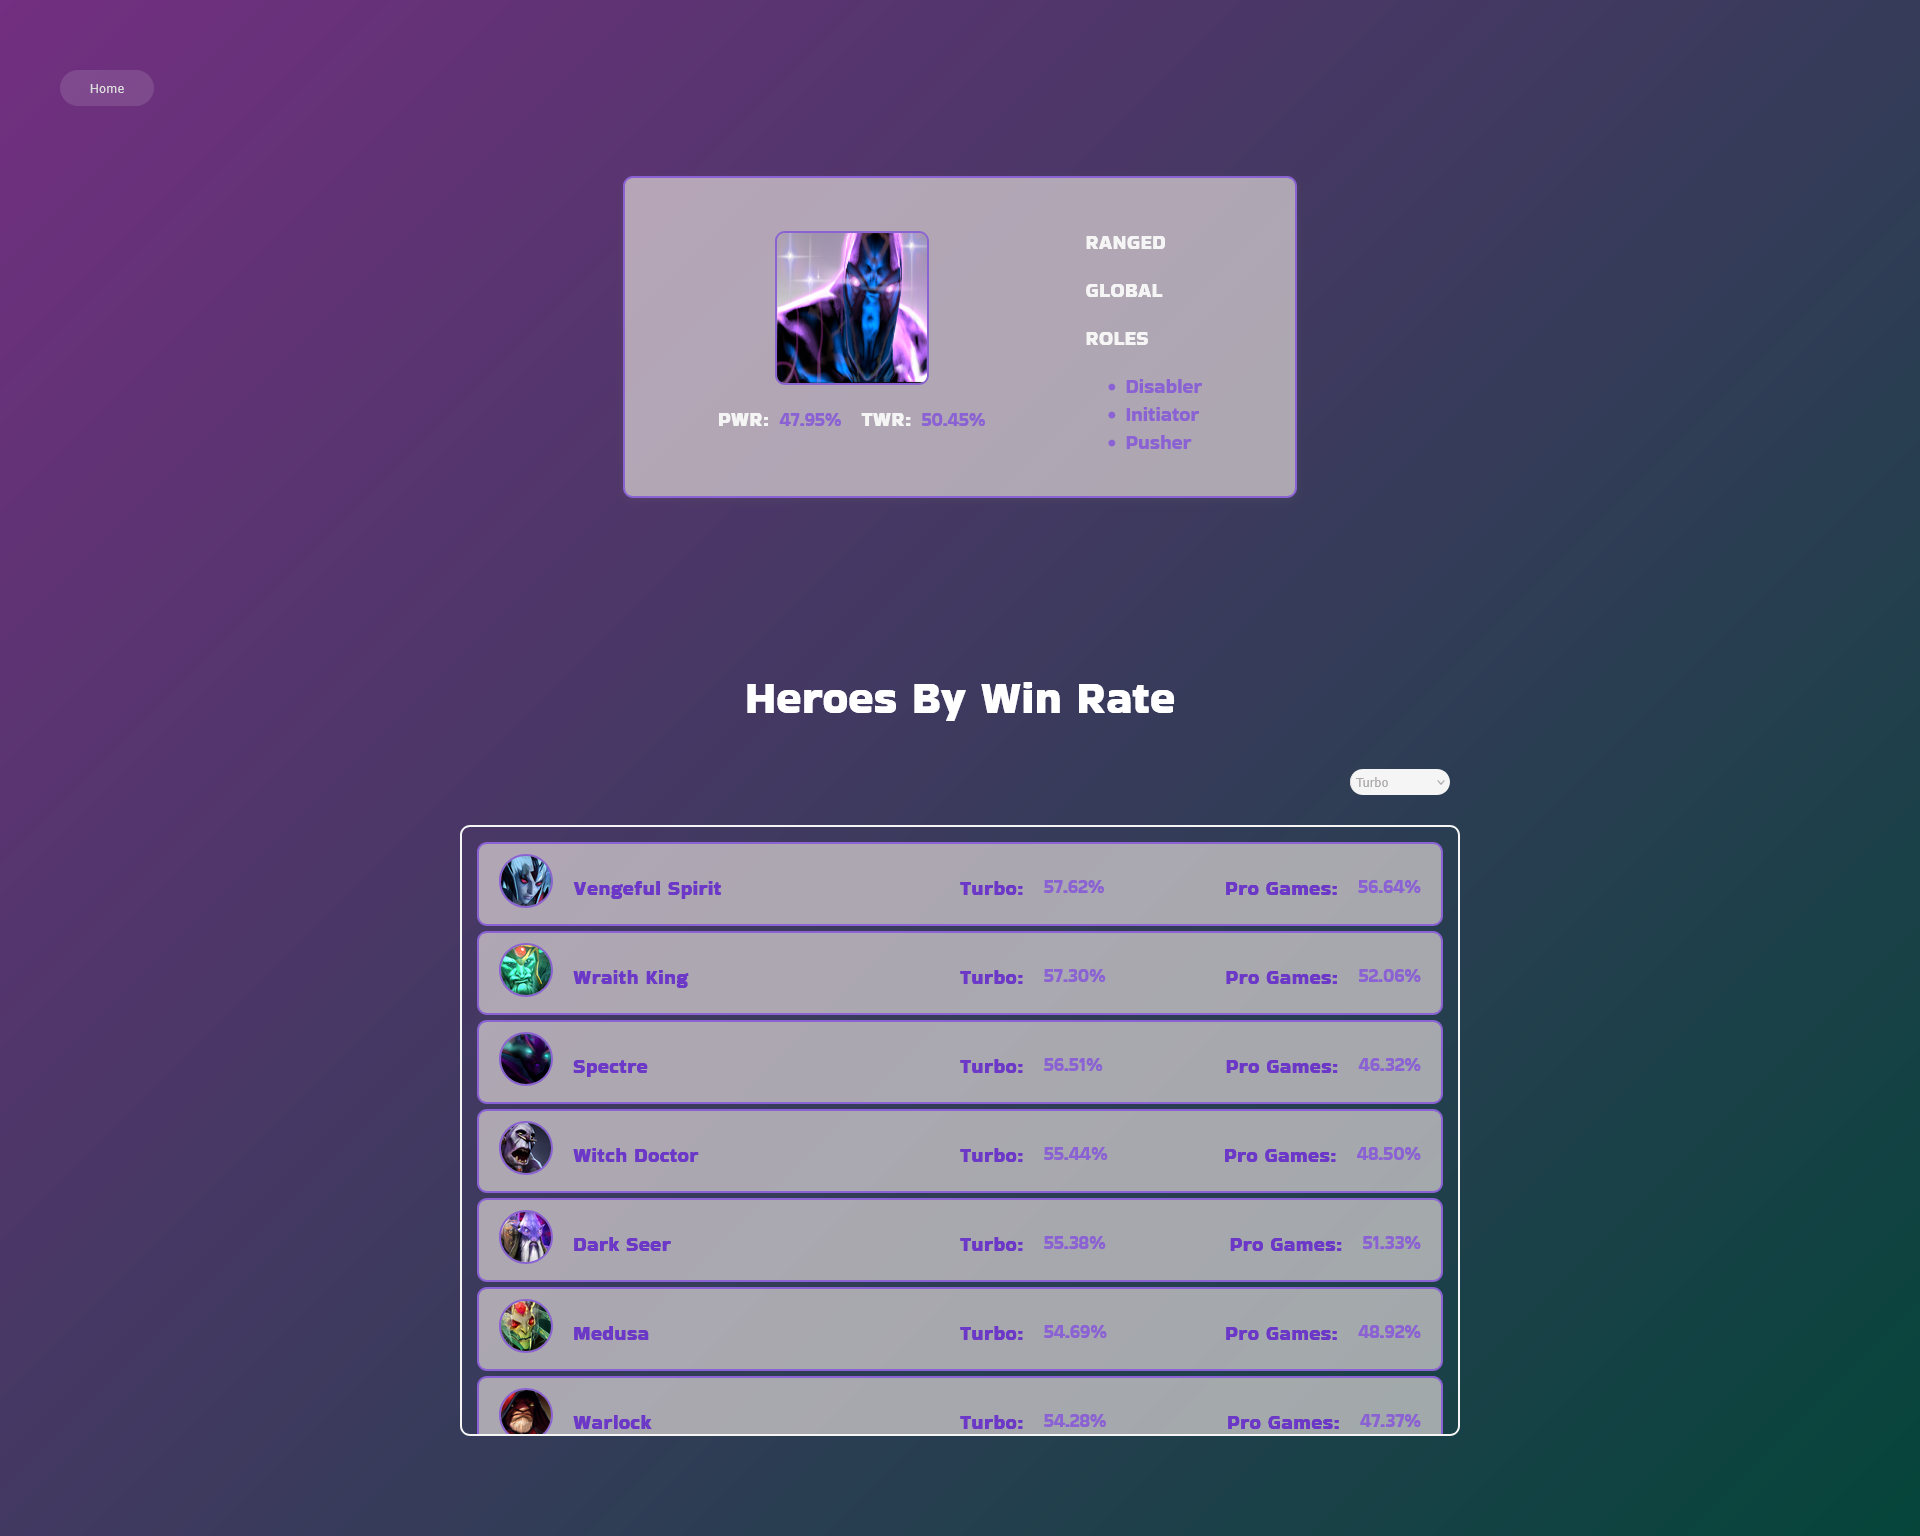 Home
RANGED
GLOBAL
ROLES
• Disabler
• Initiator
• Pusher
PWR: 47.95% TWR: 50.45%
Heroes By Win Rate
Turbo
Vengeful Spirit Turbo: 57.62% Pro Games: 56.64%
Wraith King Turbo: 57.30% Pro Games: 52.06%
Spectre Turbo: 56.51% Pro Games: 46.32%
Witch Doctor Turbo: 55.44% Pro Games: 48.50%
Dark Seer Turbo: 55.38% Pro Games: 51.33%
Medusa Turbo: 54.69% Pro Games: 48.92%
Warlock Turbo: 54.28% Pro Games: 47.37%